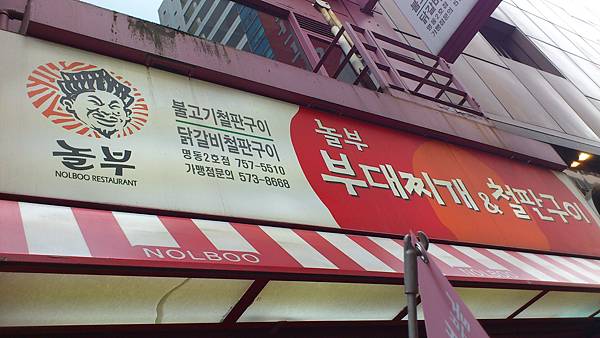 놀부
NOLBOO RESTAURANT
불고기철판구이
닭갈비철판구이
명동2호점 757-5510
가맹점문의 573-8668
놀부
부대찌개 & 철판구이
NOLBOO
NOLBOO